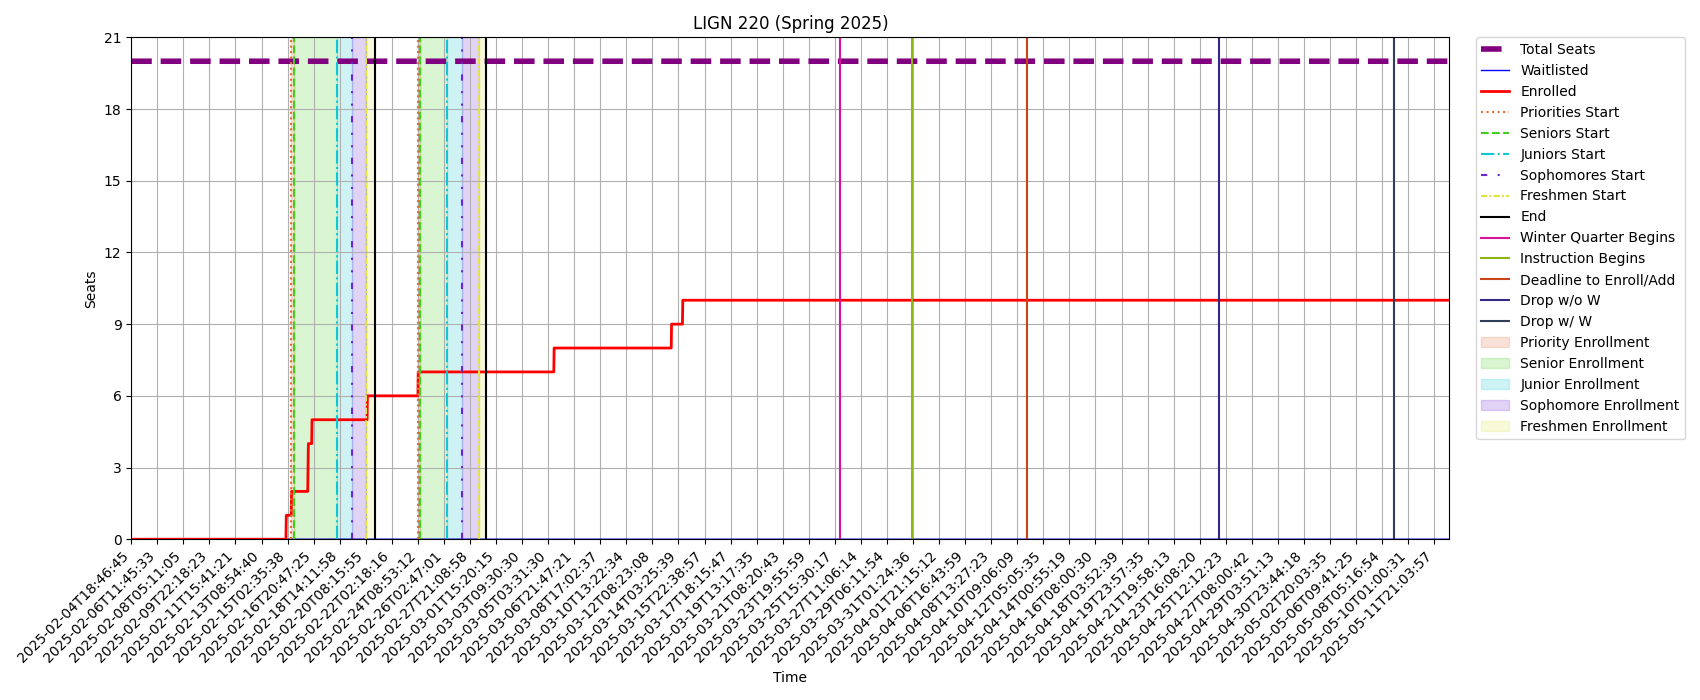 LIGN 220 (Spring 2025)
21
18
15
12
9
6
3
0
Seats
2025-02-04T18:46:45
2025-02-06T11:45:33
2025-02-08T05:11:05
2025-02-09T22:18:23
2025-02-11T15:41:21
2025-02-13T08:54:40
2025-02-15T02:35:38
2025-02-16T20:47:25
2025-02-18T14:11:58
2025-02-20T08:15:55
2025-02-22T02:18:16
2025-02-24T08:53:12
2025-02-26T02:47:01
2025-02-27T21:08:58
2025-03-01T15:20:15
2025-03-03T09:30:30
2025-03-05T03:31:30
2025-03-06T21:47:21
2025-03-08T17:02:37
2025-03-10T13:22:34
2025-03-12T08:23:08
2025-03-14T03:25:39
2025-03-15T22:38:57
2025-03-17T18:15:47
2025-03-19T13:17:35
2025-03-21T08:20:43
2025-03-23T19:55:59
2025-03-25T15:30:17
2025-03-27T11:06:14
2025-03-29T06:11:54
2025-03-31T01:24:36
2025-04-01T21:15:12
2025-04-06T16:43:59
2025-04-08T13:27:23
2025-04-10T09:06:09
2025-04-12T05:05:35
2025-04-14T00:55:19
2025-04-16T08:00:30
2025-04-18T03:52:39
2025-04-19T23:57:35
2025-04-21T19:58:13
2025-04-23T16:08:20
2025-04-25T12:12:23
2025-04-27T08:00:42
2025-04-29T03:51:13
2025-04-30T23:44:18
2025-05-02T20:03:35
2025-05-06T09:41:25
2025-05-08T05:16:54
2025-05-10T01:00:31
2025-05-11T21:03:57
Time
Total Seats
Waitlisted
Enrolled
Priorities Start
Seniors Start
Juniors Start
Sophomores Start
Freshmen Start
End
Winter Quarter Begins
Instruction Begins
Deadline to Enroll/Add
Drop w/o W
Drop w/ W
Priority Enrollment
Senior Enrollment
Junior Enrollment
Sophomore Enrollment
Freshmen Enrollment